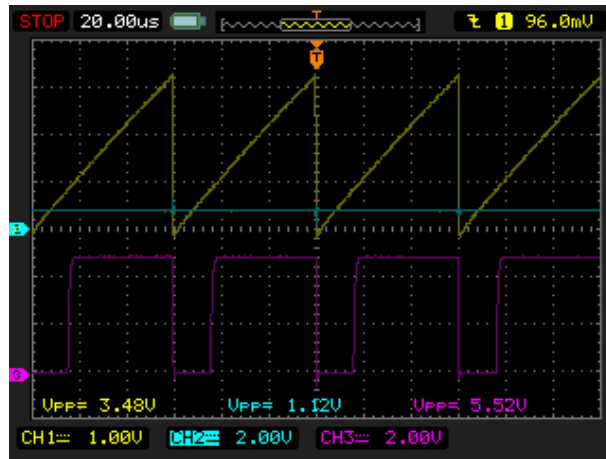 STOP 20.00us T 1 96.0mV
T
1
3
Vpp= 3.48V Vpp= 1.12V Vpp= 5.52V
CH1 1.00V CH2 2.00V CH3 2.00V